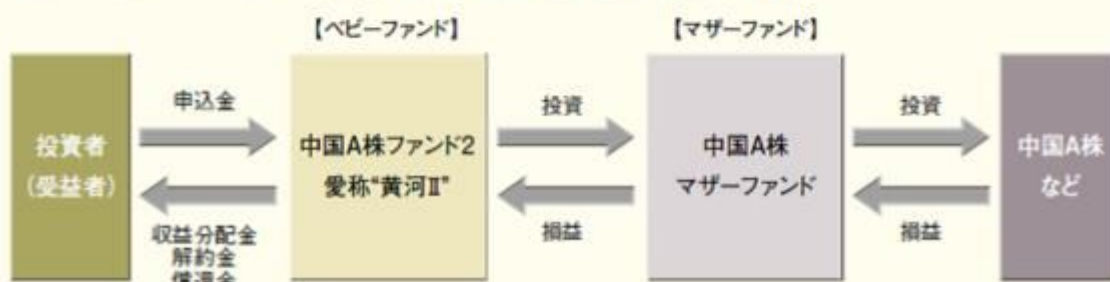 【ベビーファンド】
【マザーファンド】
投資者
(受益者)
申込金
収益分配金
解約金
償還金
中国A株ファンド2
愛称“黄河Ⅱ”
投資
損益
中国A株
マザーファンド
投資
損益
中国A株
など